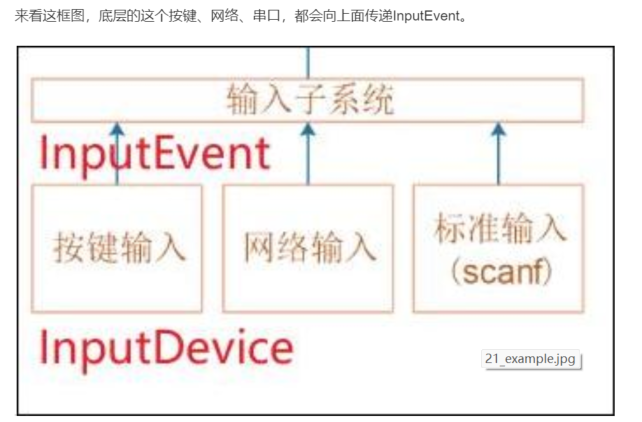 来看这框图，底层的这个按键、网络、串口，都会向上面传递InputEvent。
输入子系统
InputEvent
按键输入
网络输入
标准输入
（scanf）
InputDevice
21_example.jpg